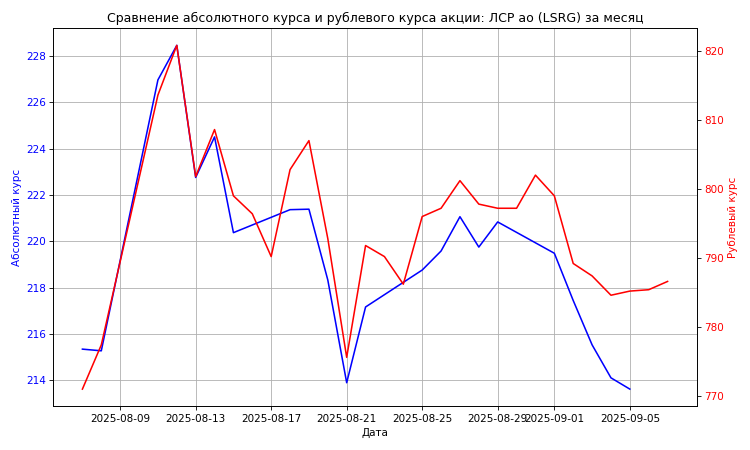 Сравнение абсолютного курса и рублевого курса акции: ЛСР ао (LSRG) за месяц
228
226
224
222
220
218
216
214
Абсолютный курс
820
810
800
790
780
770
Рублевый курс
2025-08-09 2025-08-13 2025-08-17 2025-08-21 2025-08-25 2025-08-29 2025-09-01 2025-09-05
Дата